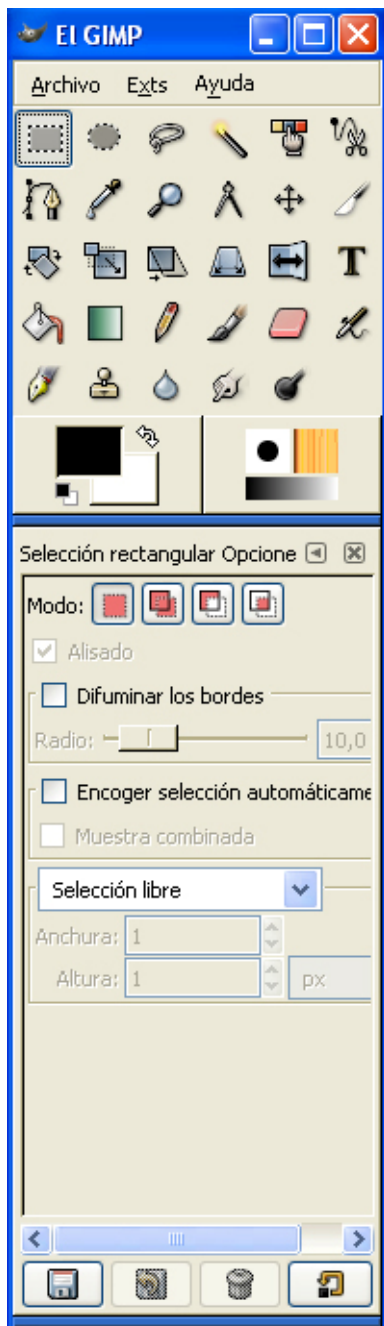 El GIMP
Archivo Exts Ayuda
Selección rectangular Opcione
Modo:
Alisado
Difuminar los bordes
Radio: 10,0
Encoger selección automáticame
Muestra combinada
Selección libre
Anchura: 1
Altura: 1 px